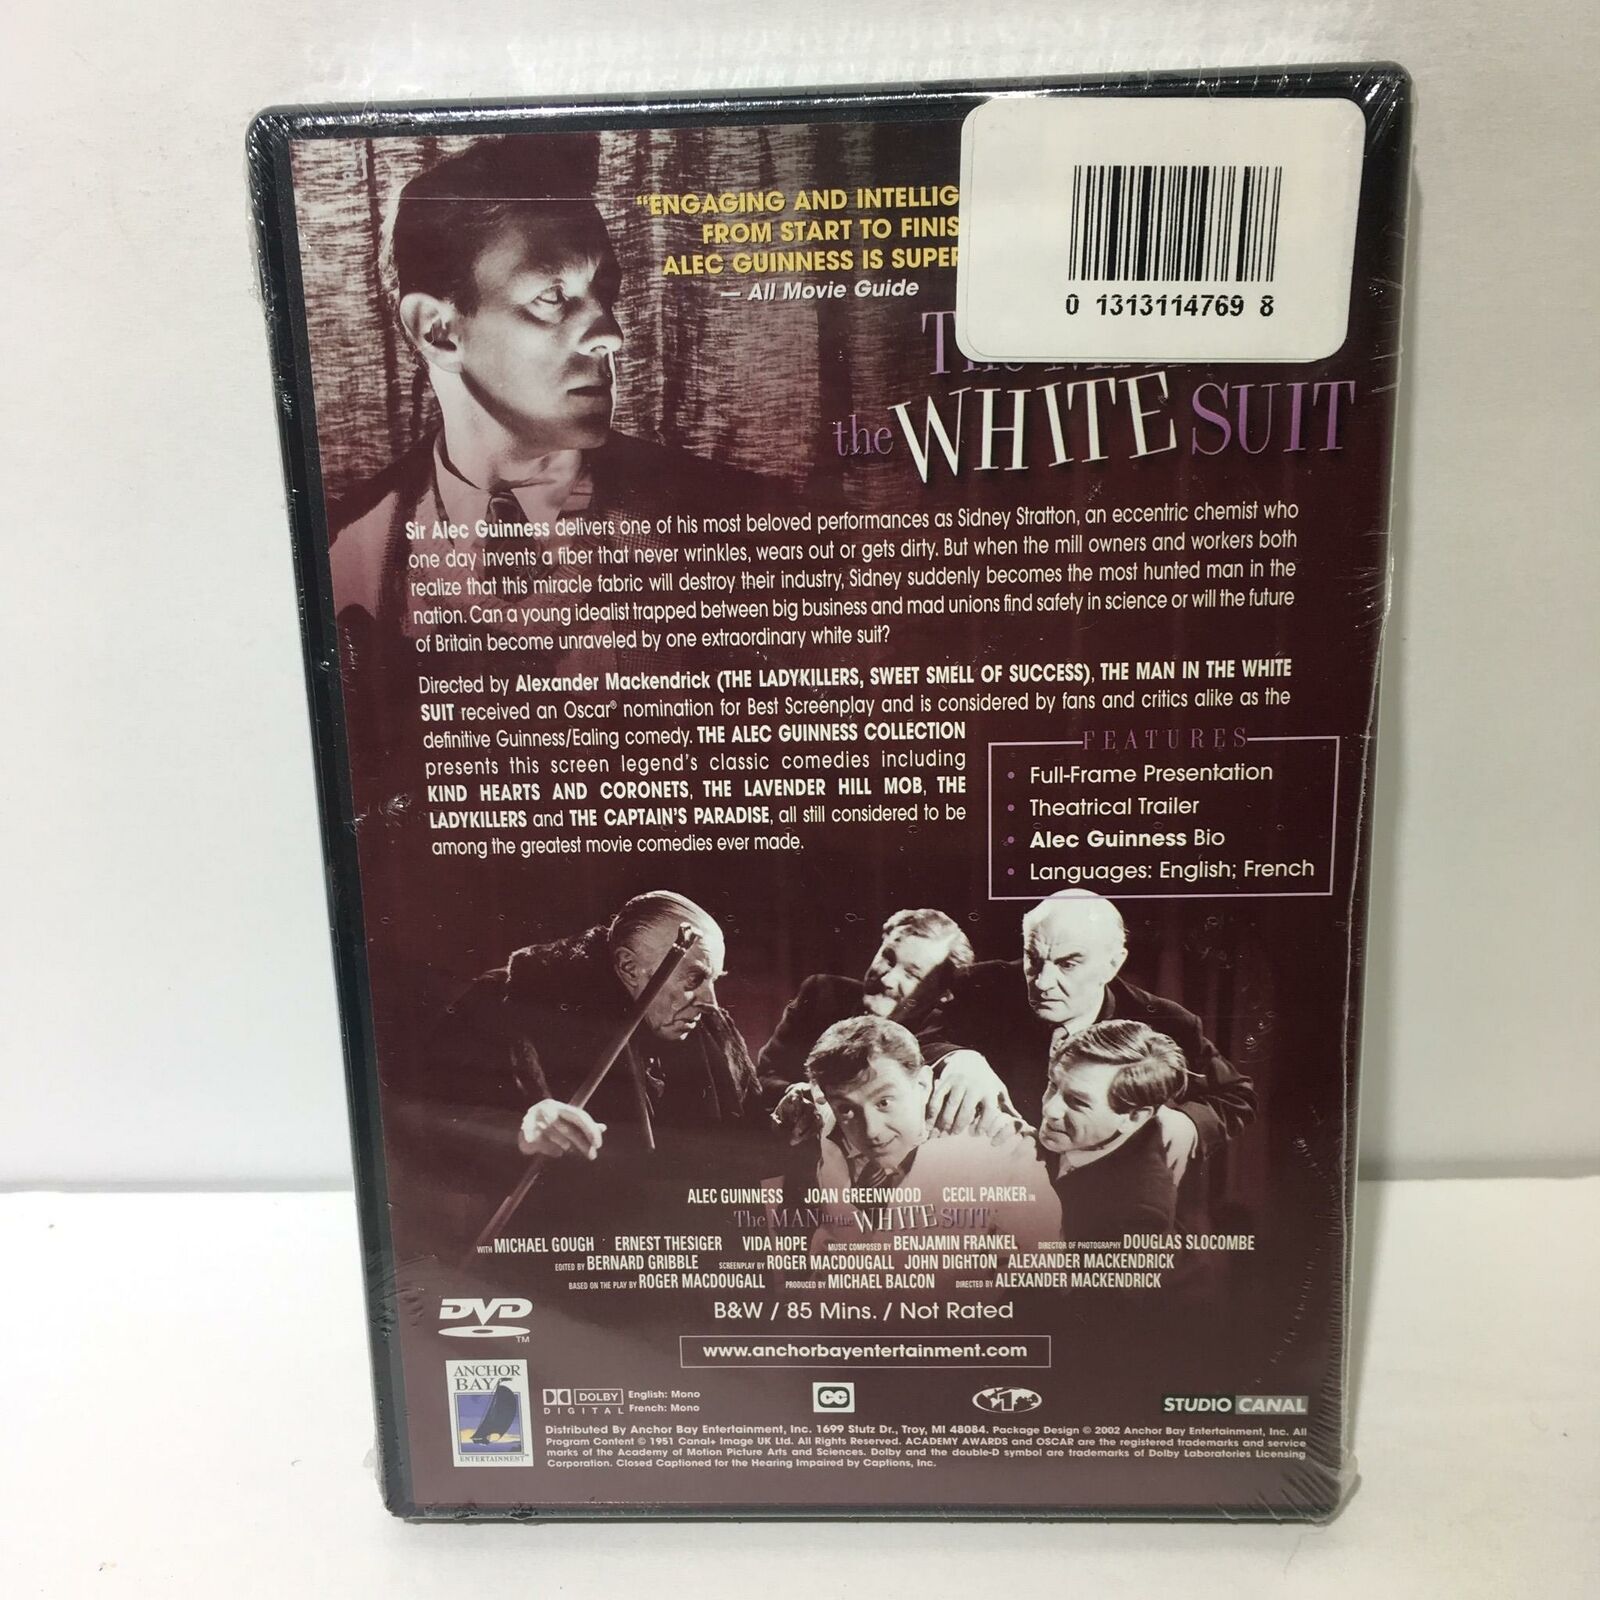 "ENGAGING AND INTELLIG
FROM START TO FINIS
ALEC GUINNESS IS SUPER
— All Movie Guide
0 1313114769 8
the WHITE SUIT
Sir Alec Guinness delivers one of his most beloved performances as Sidney Stratton, an eccentric chemist who
one day invents a fiber that never wrinkles, wears out or gets dirty. But when the mill owners and workers both
realize that this miracle fabric will destroy their industry, Sidney suddenly becomes the most hunted man in the
nation. Can a young idealist trapped between big business and mad unions find safety in science or will the future
of Britain become unraveled by one extraordinary white suit?
Directed by Alexander Mackendrick (THE LADYKILLERS, SWEET SMELL OF SUCCESS), THE MAN IN THE WHITE
SUIT received an Oscar® nomination for Best Screenplay and is considered by fans and critics alike as the
definitive Guinness/Ealing comedy. THE ALEC GUINNESS COLLECTION
presents this screen legend's classic comedies including
KIND HEARTS AND CORONETS, THE LAVENDER HILL MOB, THE
LADYKILLERS and THE CAPTAIN'S PARADISE, all still considered to be
among the greatest movie comedies ever made.
FEATURES
• Full-Frame Presentation
• Theatrical Trailer
• Alec Guinness Bio
• Languages: English; French
ALEC GUINNESS JOAN GREENWOOD CECIL PARKER IN
The MAN in the WHITE SUIT
WITH MICHAEL GOUGH ERNEST THESIGER VIDA HOPE MUSIC COMPOSED BY BENJAMIN FRANKEL DIRECTOR OF PHOTOGRAPHY DOUGLAS SLOCOMBE
EDITED BY BERNARD GRIBBLE SCREENPLAY BY ROGER MACDOUGALL JOHN DIGHTON ALEXANDER MACKENDRICK
BASED ON THE PLAY BY ROGER MACDOUGALL PRODUCED BY MICHAEL BALCON DIRECTED BY ALEXANDER MACKENDRICK
B&W / 85 Mins. / Not Rated
DVD TM
www.anchorbayentertainment.com
ANCHOR
BAY
ENTERTAINMENT
DOLBY
DIGITAL
English: Mono
French: Mono
CC
STUDIO CANAL
Distributed By Anchor Bay Entertainment, Inc. 1699 Stutz Dr., Troy, MI 48084. Package Design © 2002 Anchor Bay Entertainment, Inc. All
Program Content © 1951 Canal+ Image UK Ltd. All Rights Reserved. ACADEMY AWARDS and OSCAR are the registered trademarks and service
marks of the Academy of Motion Picture Arts and Sciences. Dolby and the double-D symbol are trademarks of Dolby Laboratories Licensing
Corporation. Closed Captioned for the Hearing Impaired by Captions, Inc.